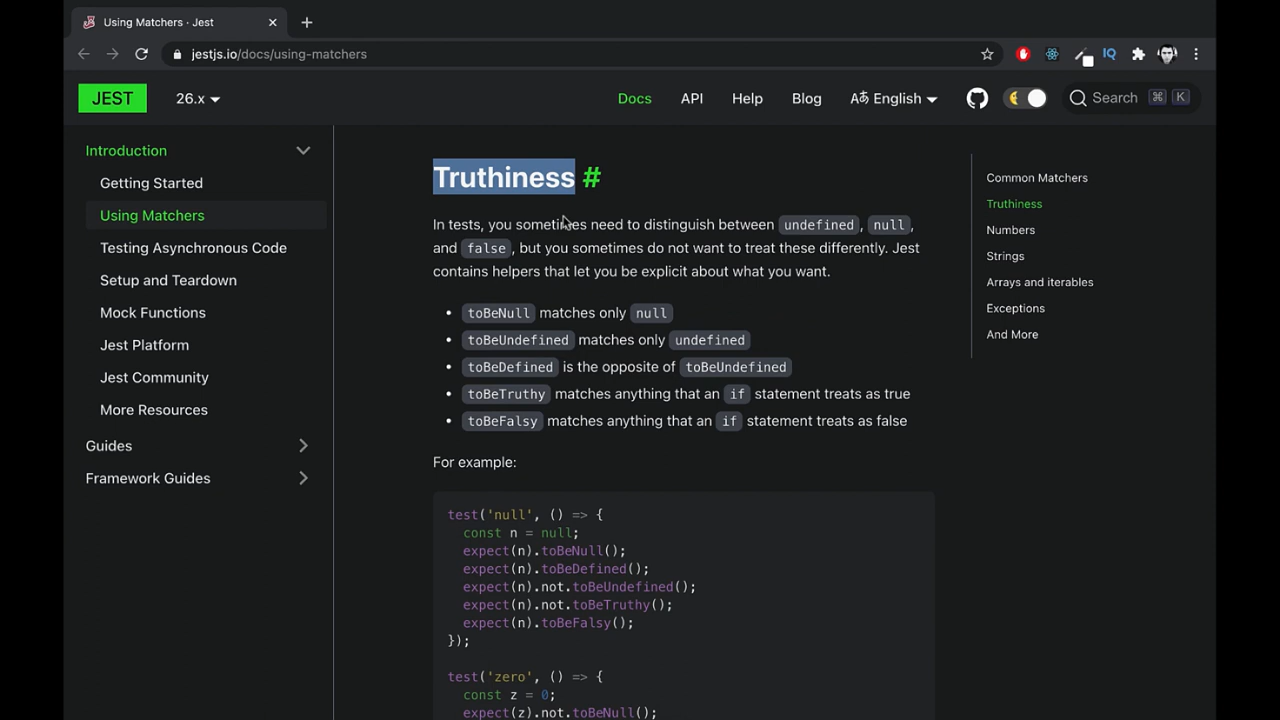 Using Matchers · Jest
jestjs.io/docs/using-matchers
IQ
JEST 26.x Docs API Help Blog English Search ⌘ K
Introduction
Getting Started
Using Matchers
Testing Asynchronous Code
Setup and Teardown
Mock Functions
Jest Platform
Jest Community
More Resources
Guides
Framework Guides
Truthiness #
In tests, you sometimes need to distinguish between undefined, null,
and false, but you sometimes do not want to treat these differently. Jest
contains helpers that let you be explicit about what you want.
• toBeNull matches only null
• toBeUndefined matches only undefined
• toBeDefined is the opposite of toBeUndefined
• toBeTruthy matches anything that an if statement treats as true
• toBeFalsy matches anything that an if statement treats as false
For example:
test('null', () => {
const n = null;
expect(n).toBeNull();
expect(n).toBeDefined();
expect(n).not.toBeUndefined();
expect(n).not.toBeTruthy();
expect(n).toBeFalsy();
});
test('zero', () => {
const z = 0;
expect(z).not.toBeNull();
Common Matchers
Truthiness
Numbers
Strings
Arrays and iterables
Exceptions
And More